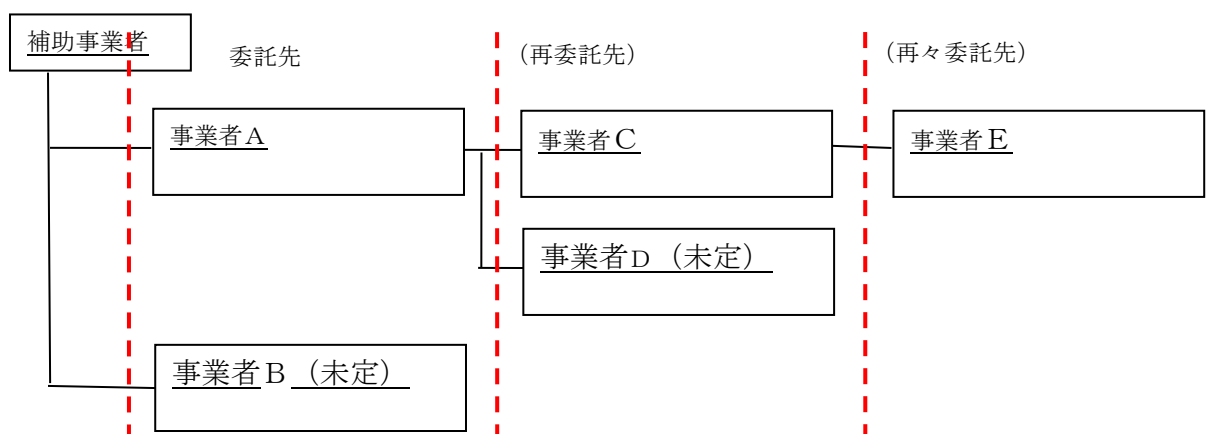 補助事業者
委託先
(再委託先)
(再々委託先)
事業者A
事業者C
事業者E
事業者D（未定）
事業者B（未定）